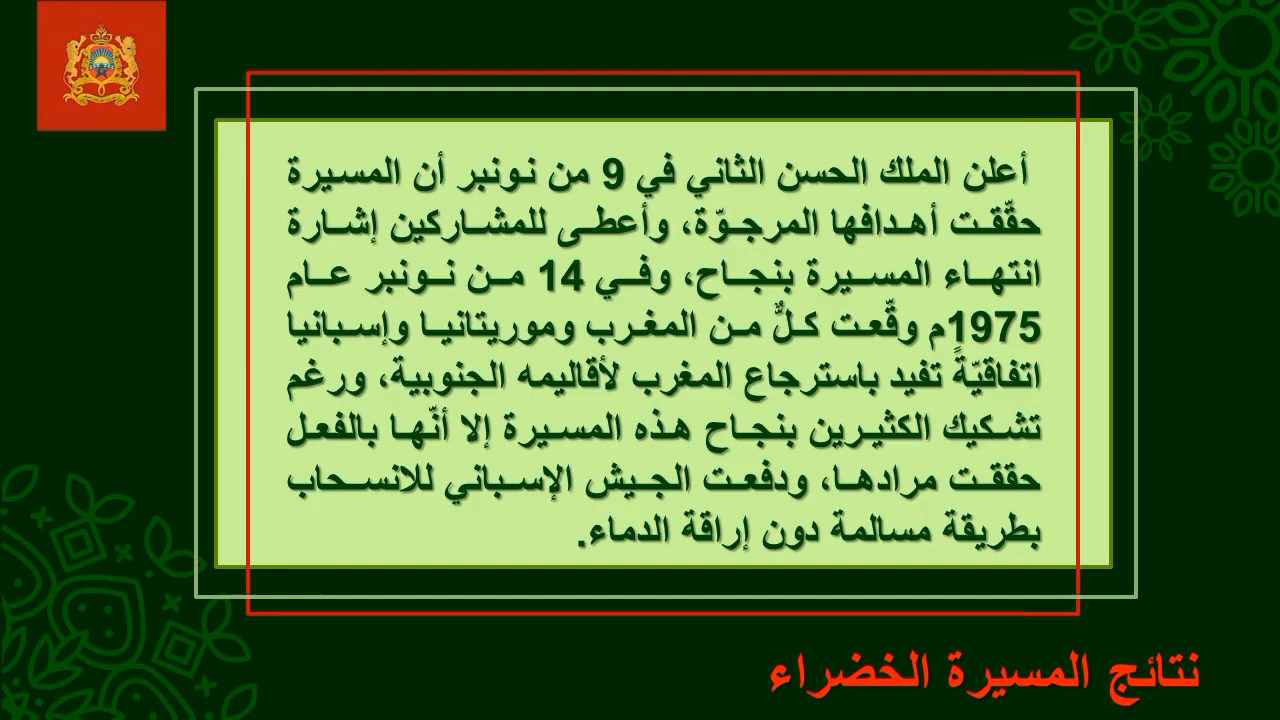 أعلن الملك الحسن الثاني في 9 من نونبر أن المسيرة
حقّقت أهدافها المرجوّة، وأعطى للمشاركين إشارة
انتهاء المسيرة بنجاح، وفي 14 من نونبر عام
1975م وقّعت كلٌّ من المغرب وموريتانيا وإسبانيا
اتفاقيّةً تفيد باسترجاع المغرب لأقاليمه الجنوبية، ورغم
تشكيك الكثيرين بنجاح هذه المسيرة إلا أنّها بالفعل
حققت مرادها، ودفعت الجيش الإسباني للانسحاب
بطريقة مسالمة دون إراقة الدماء.
نتائج المسيرة الخضراء